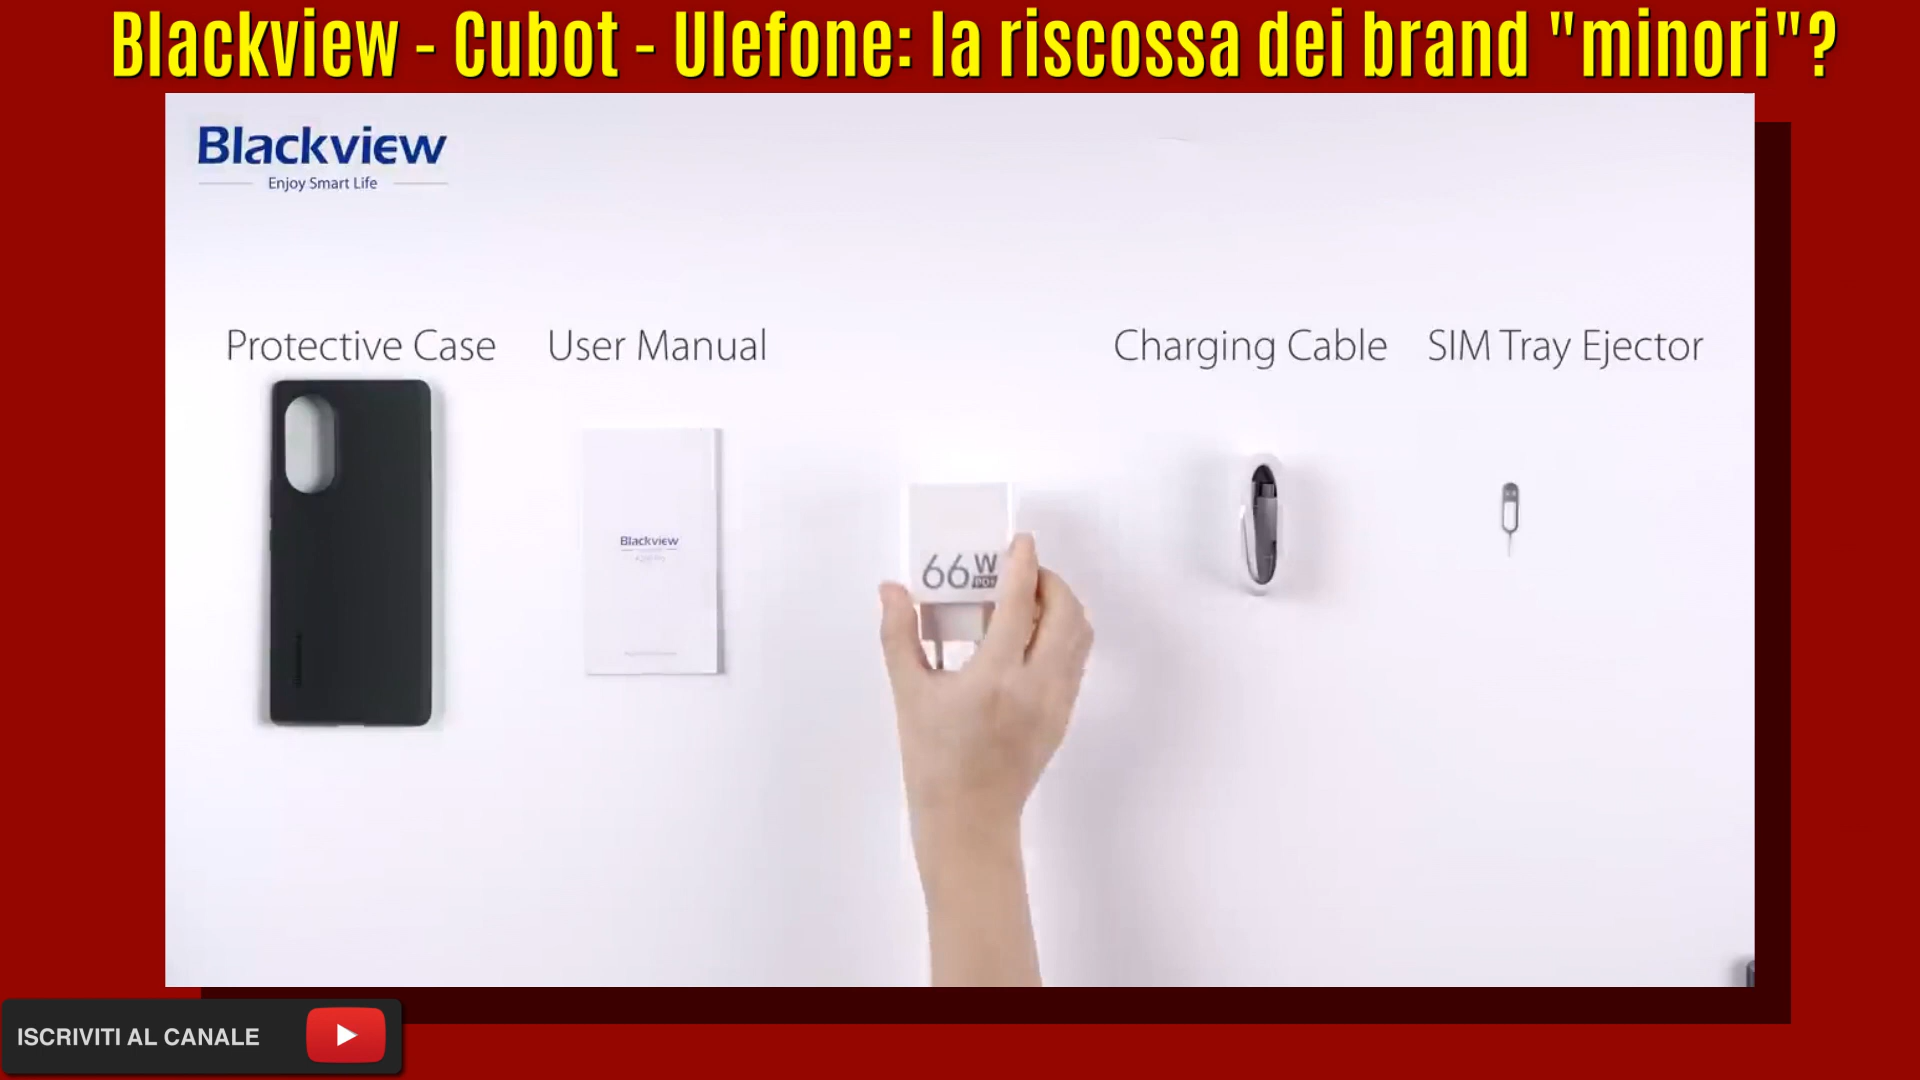 Blackview - Cubot - Ulefone: la riscossa dei brand "minori"?
Blackview
Enjoy Smart Life
Protective Case
User Manual
Charging Cable
SIM Tray Ejector
Blackview
66W
PD+
ISCRIVITI AL CANALE